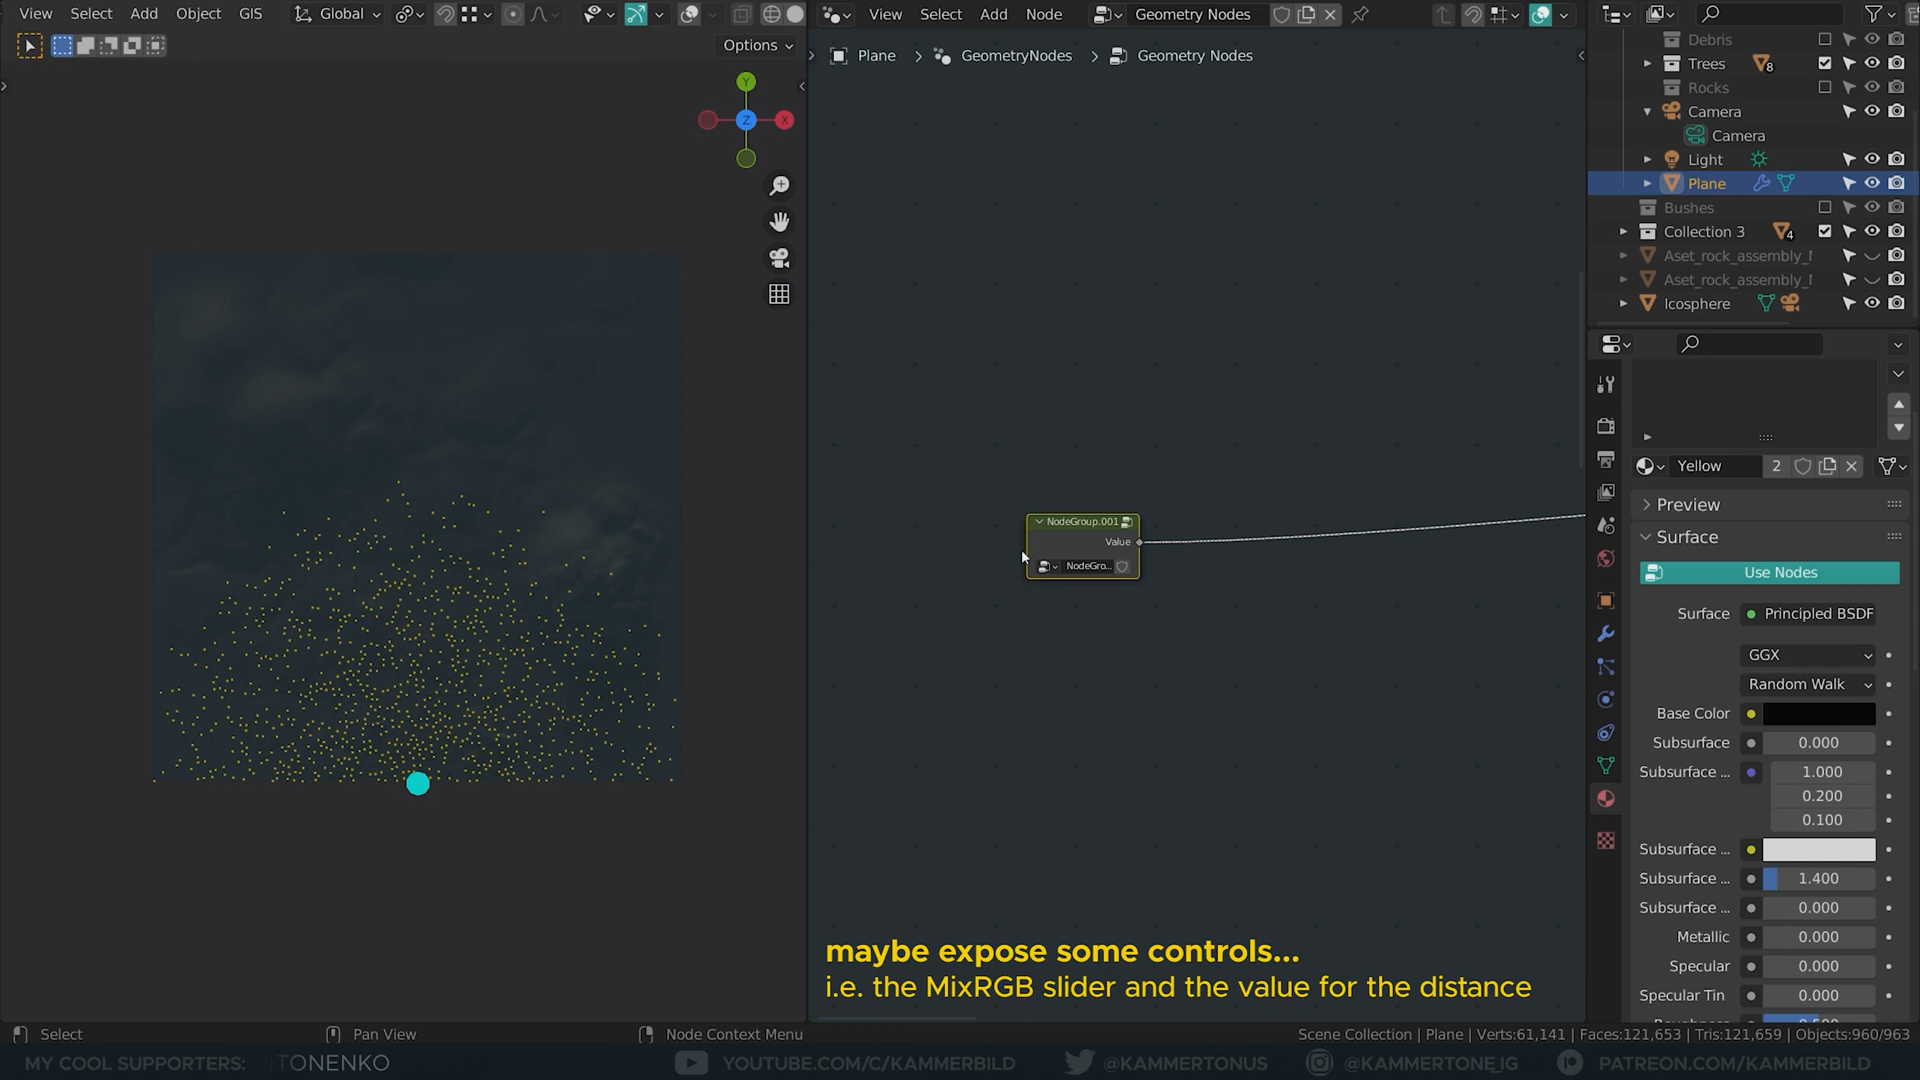 View Select Add Object GIS Global
Options
Y
Z
X
View Select Add Node Geometry Nodes
Plane GeometryNodes Geometry Nodes
NodeGroup.001
Value
NodeGro...
maybe expose some controls...
i.e. the MixRGB slider and the value for the distance
Debris
Trees 8
Rocks
Camera
Camera
Light
Plane
Bushes
Collection 3 4
Aset_rock_assembly_
Aset_rock_assembly_
Icosphere
Yellow 2
Preview
Surface
Use Nodes
Surface Principled BSDF
GGX
Random Walk
Base Color
Subsurface 0.000
Subsurface ... 1.000
0.200
0.100
Subsurface ...
Subsurface ... 1.400
Subsurface ... 0.000
Metallic 0.000
Specular 0.000
Specular Tin 0.000
Select Pan View Node Context Menu
Scene Collection | Plane | Verts:61,141 | Faces:121,653 | Tris:121,659 | Objects:960/963
MY COOL SUPPORTERS: TONENKO YOUTUBE.COM/C/KAMMERBILD @KAMMERTONUS @KAMMERTONE_IG PATREON.COM/KAMMERBILD